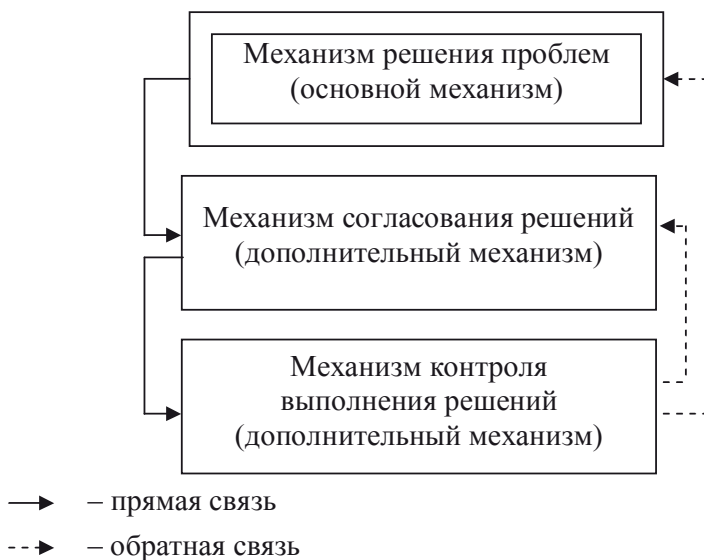 Механизм решения проблем
(основной механизм)
Механизм согласования решений
(дополнительный механизм)
Механизм контроля
выполнения решений
(дополнительный механизм)
– прямая связь
– обратная связь